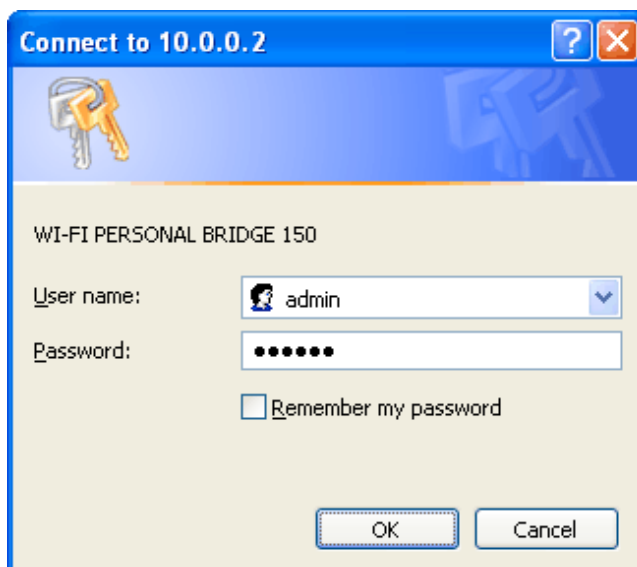 Connect to 10.0.0.2
?
WI-FI PERSONAL BRIDGE 150
User name:
admin
Password:
••••••
Remember my password
OK
Cancel